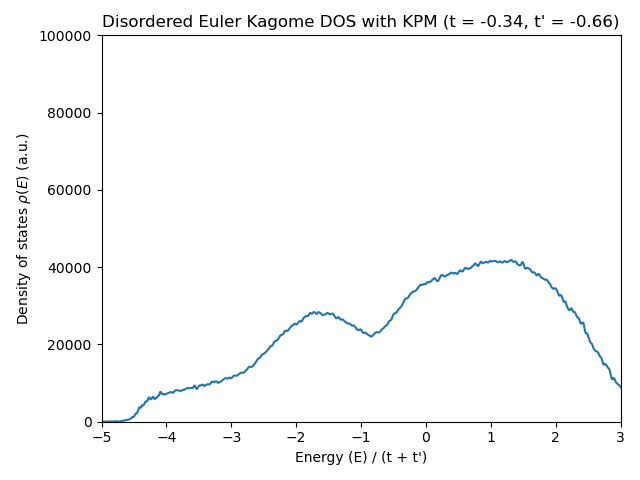 Disordered Euler Kagome DOS with KPM (t = -0.34, t' = -0.66)
100000
80000
60000
40000
20000
0
Density of states ρ(E) (a.u.)
−5 −4 −3 −2 −1 0 1 2 3
Energy (E) / (t + t')